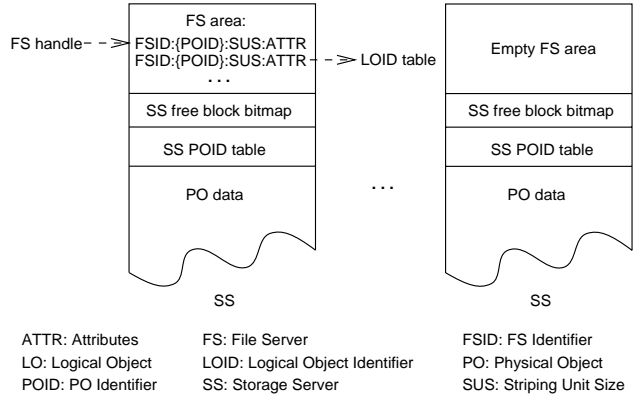 FS area:
FS handle
FSID:{POID}:SUS:ATTR
FSID:{POID}:SUS:ATTR
LOID table
...
Empty FS area
SS free block bitmap
SS free block bitmap
SS POID table
SS POID table
PO data
...
PO data
SS
SS
ATTR: Attributes FS: File Server FSID: FS Identifier
LO: Logical Object LOID: Logical Object Identifier PO: Physical Object
POID: PO Identifier SS: Storage Server SUS: Striping Unit Size